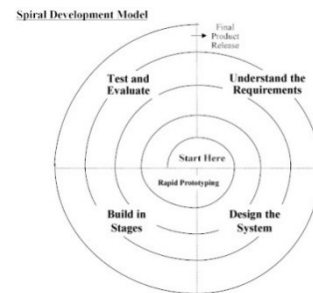 Spiral Development Model
Final
Product
Release
Test and
Evaluate
Understand the
Requirements
Start Here
Rapid Prototyping
Build in
Stages
Design the
System